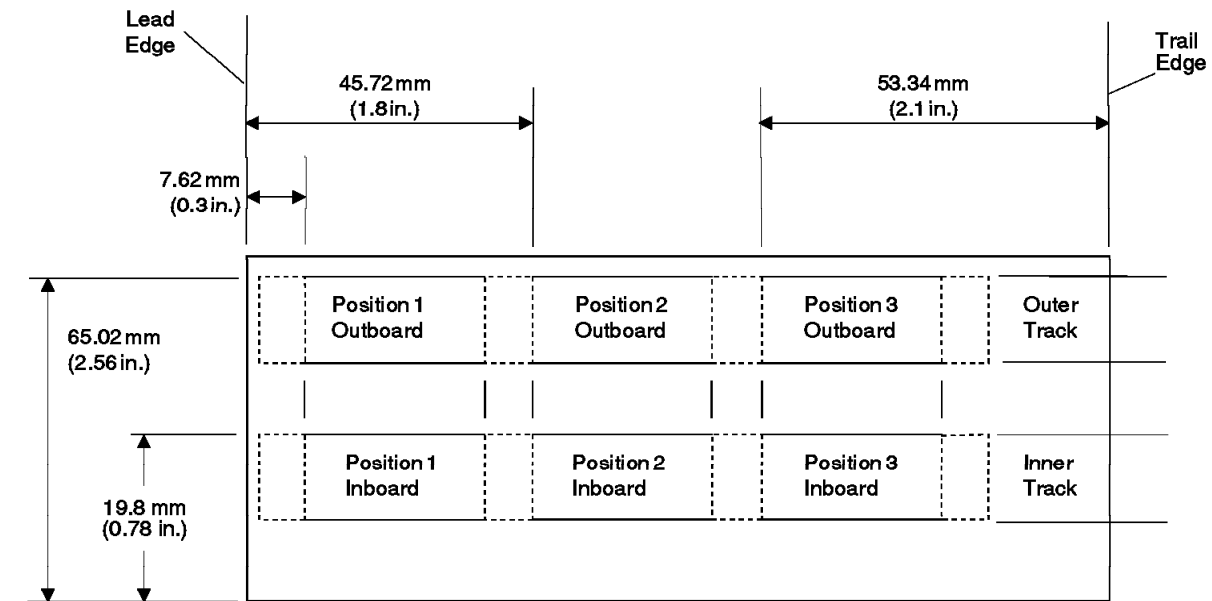 Lead
Edge
Trail
Edge
45.72 mm
(1.8 in.)
53.34 mm
(2.1 in.)
7.62 mm
(0.3 in.)
65.02 mm
(2.56 in.)
Position 1
Outboard
Position 2
Outboard
Position 3
Outboard
Outer
Track
19.8 mm
(0.78 in.)
Position 1
Inboard
Position 2
Inboard
Position 3
Inboard
Inner
Track